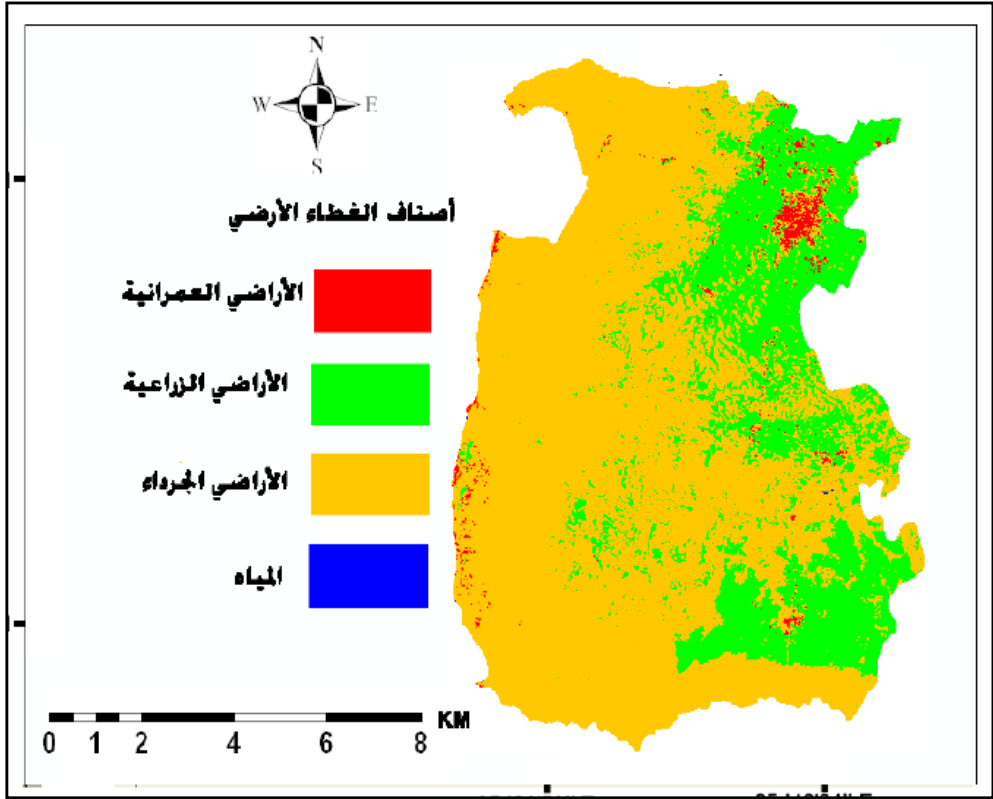 N
W E
S
أصناف الغطاء الأرضي
الأراضي العمرانية
الأراضي الزراعية
الأراضي الجرداء
المياه
KM
0 1 2 4 6 8